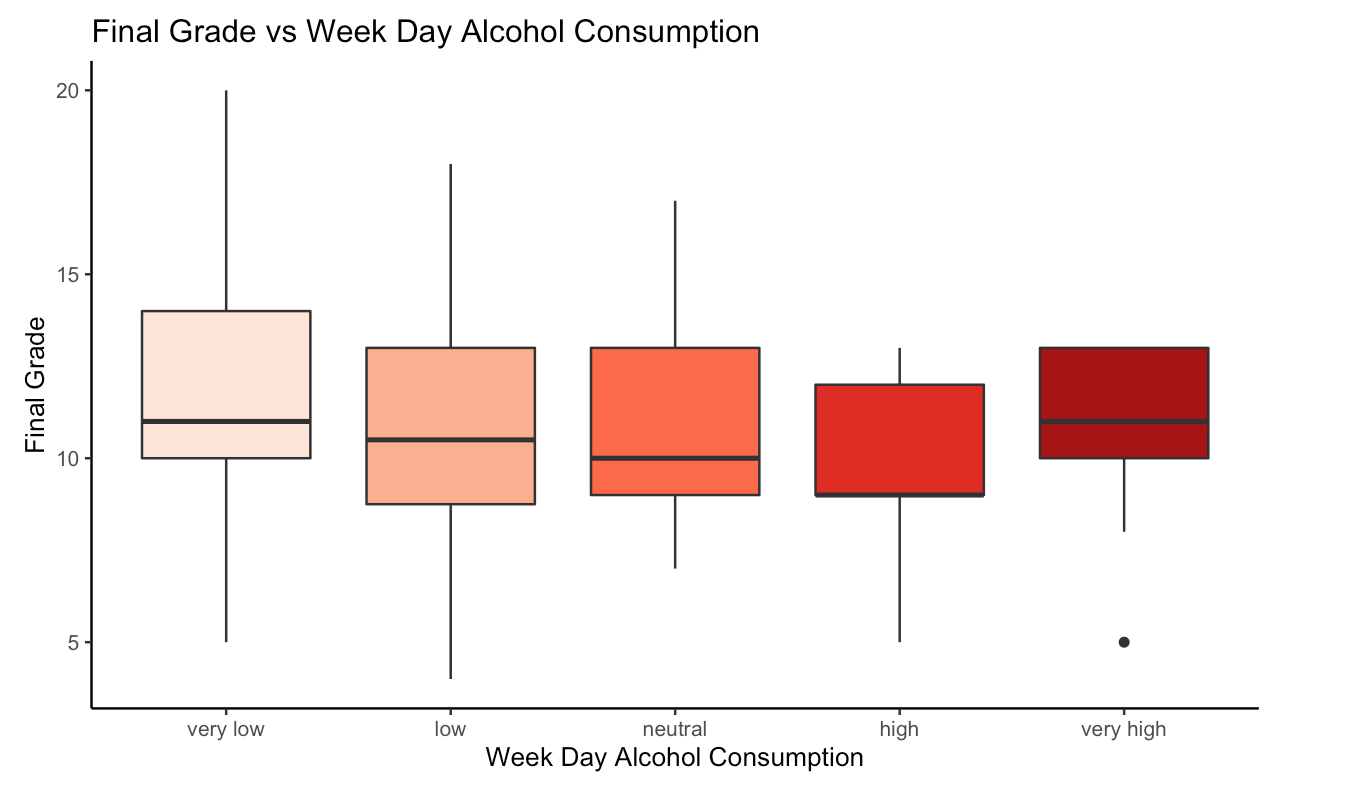 Final Grade vs Week Day Alcohol Consumption
20
15
10
5
Final Grade
very low
low
neutral
high
very high
Week Day Alcohol Consumption